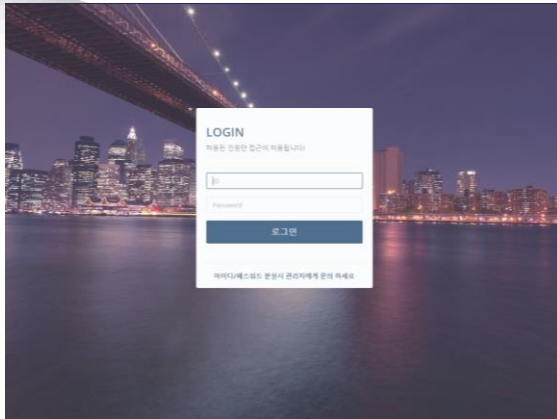 LOGIN
허용된 인원만 접근이 허용됩니다!
ID
Password
로그인
아이디/패스워드 분실시 관리자에게 문의 하세요